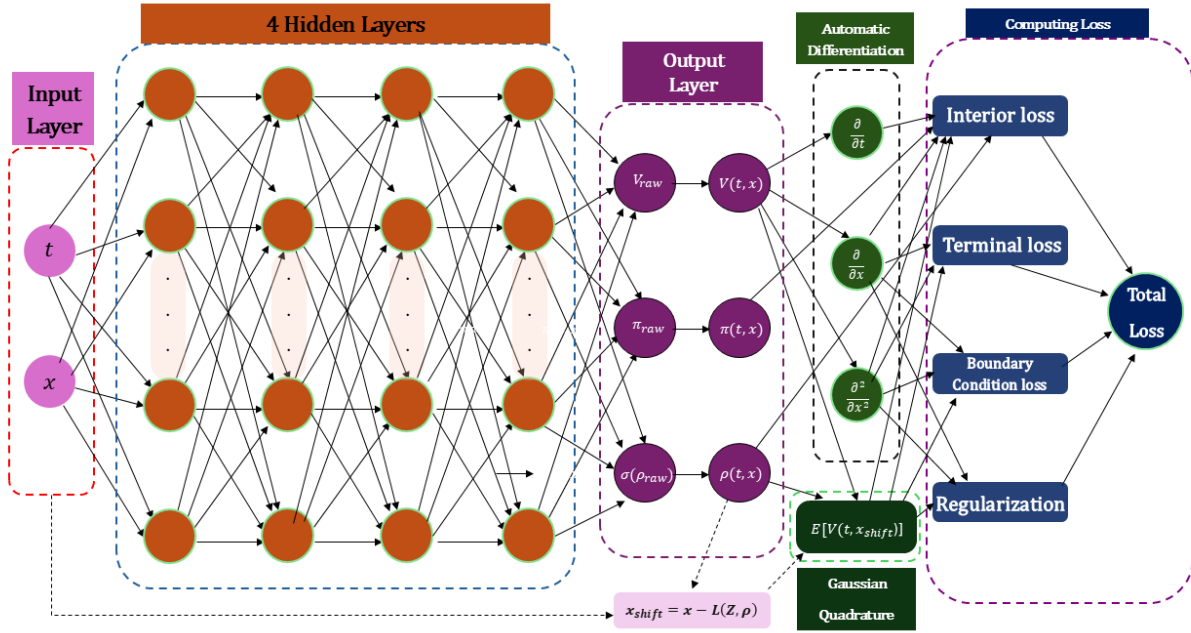 4 Hidden Layers
Input
Layer
t
x
.
.
.
.
.
.
.
.
.
.
.
.
Output
Layer
V_raw
V(t, x)
π_raw
π(t, x)
σ(ρ_raw)
ρ(t, x)
x_shift = x − L(Z, ρ)
Automatic
Differentiation
∂
∂t
∂
∂x
∂²
∂x²
E[V(t, x_shift)]
Gaussian
Quadrature
Computing Loss
Interior loss
Terminal loss
Boundary
Condition loss
Regularization
Total
Loss